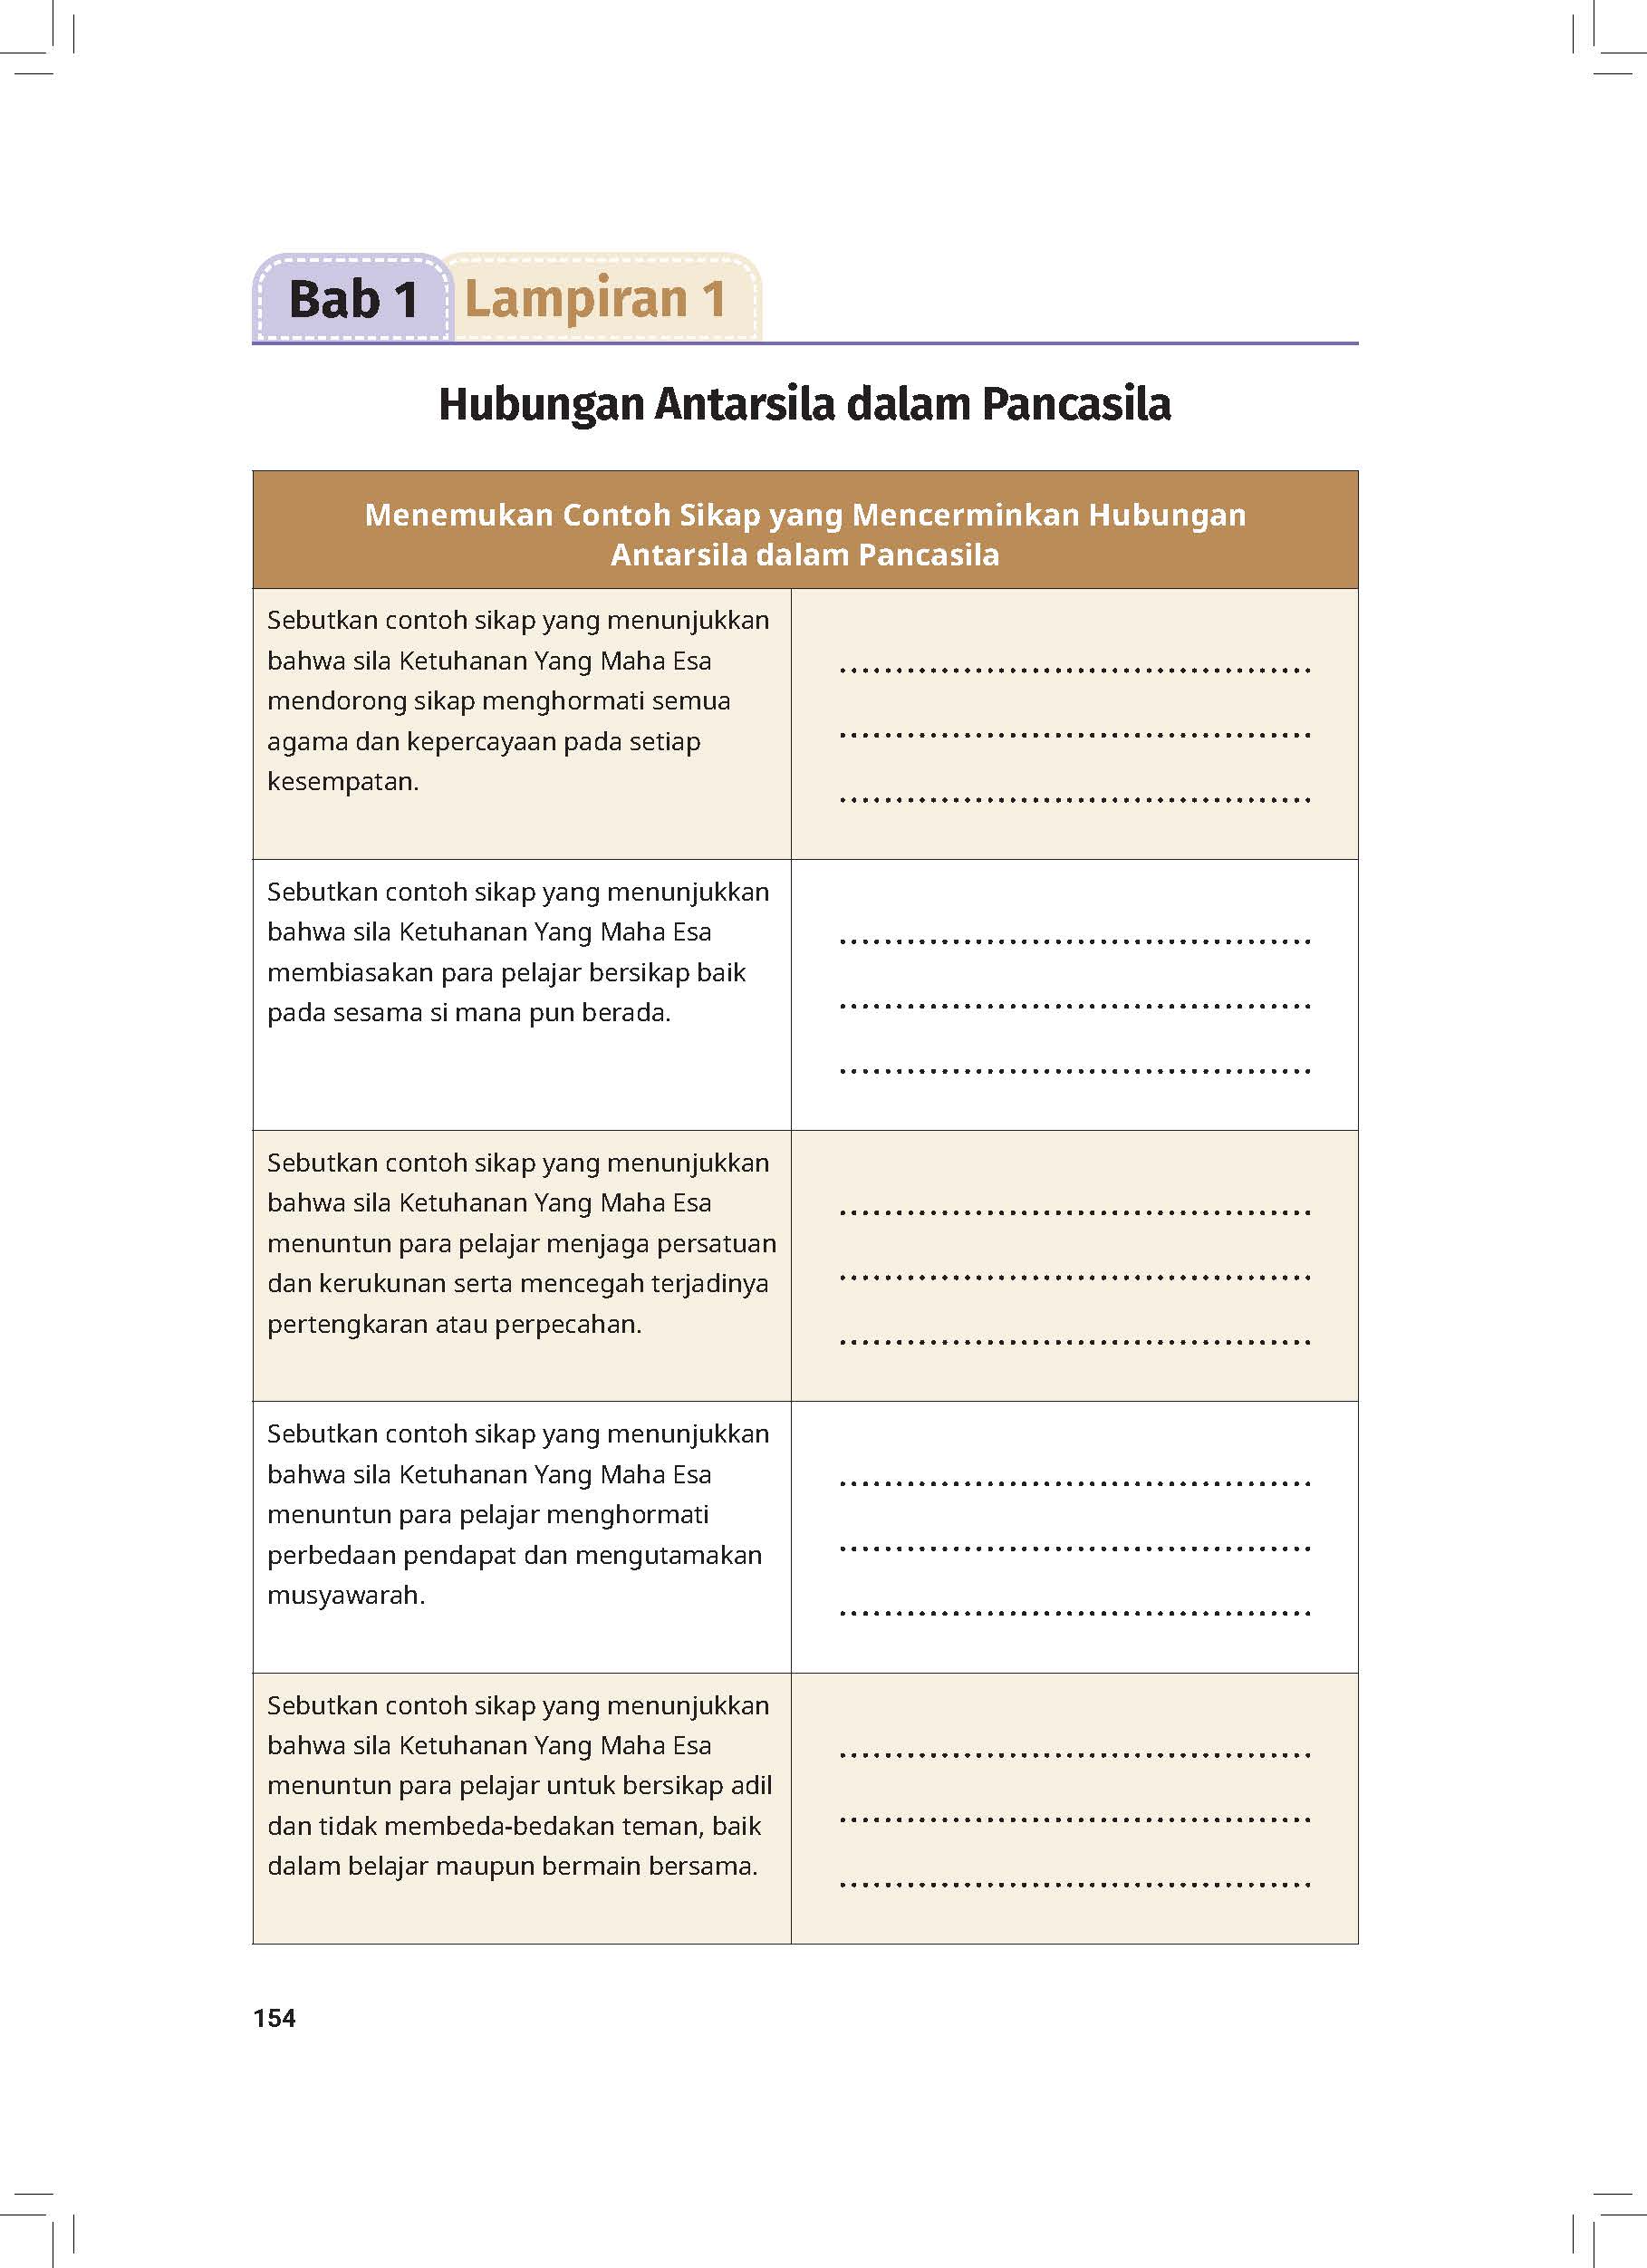 Bab 1 Lampiran 1
Hubungan Antarsila dalam Pancasila
Menemukan Contoh Sikap yang Mencerminkan Hubungan
Antarsila dalam Pancasila
Sebutkan contoh sikap yang menunjukkan
bahwa sila Ketuhanan Yang Maha Esa
mendorong sikap menghormati semua
agama dan kepercayaan pada setiap
kesempatan.
..........................................
..........................................
..........................................
Sebutkan contoh sikap yang menunjukkan
bahwa sila Ketuhanan Yang Maha Esa
membiasakan para pelajar bersikap baik
pada sesama si mana pun berada.
..........................................
..........................................
..........................................
Sebutkan contoh sikap yang menunjukkan
bahwa sila Ketuhanan Yang Maha Esa
menuntun para pelajar menjaga persatuan
dan kerukunan serta mencegah terjadinya
pertengkaran atau perpecahan.
..........................................
..........................................
..........................................
Sebutkan contoh sikap yang menunjukkan
bahwa sila Ketuhanan Yang Maha Esa
menuntun para pelajar menghormati
perbedaan pendapat dan mengutamakan
musyawarah.
..........................................
..........................................
..........................................
Sebutkan contoh sikap yang menunjukkan
bahwa sila Ketuhanan Yang Maha Esa
menuntun para pelajar untuk bersikap adil
dan tidak membeda-bedakan teman, baik
dalam belajar maupun bermain bersama.
..........................................
..........................................
..........................................
154